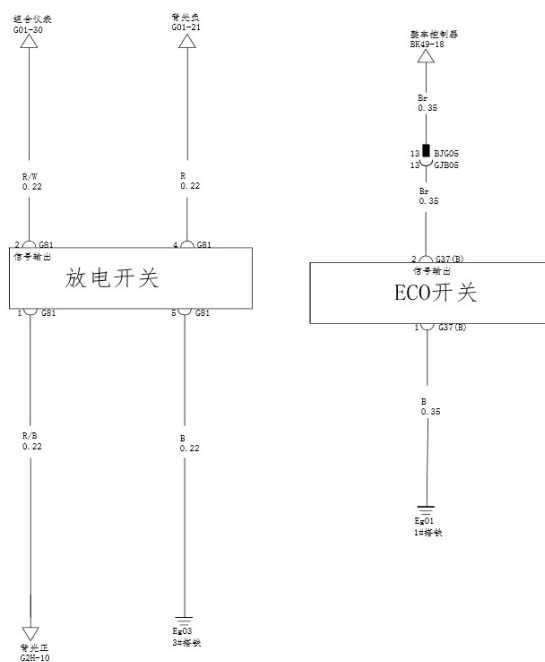 组合仪表
G01-30
背光负
G01-21
整车控制器
BK49-18
Br
0.35
13 BJG05
13 GJB05
R/W
0.22
R
0.22
Br
0.35
2 G81
信号输出
4 G81
放电开关
1 G81
5 G81
2 G37(B)
信号输出
ECO开关
1 G37(B)
B
0.35
R/B
0.22
B
0.22
Eg01
1#搭铁
背光正
G2H-10
Eg03
3#搭铁